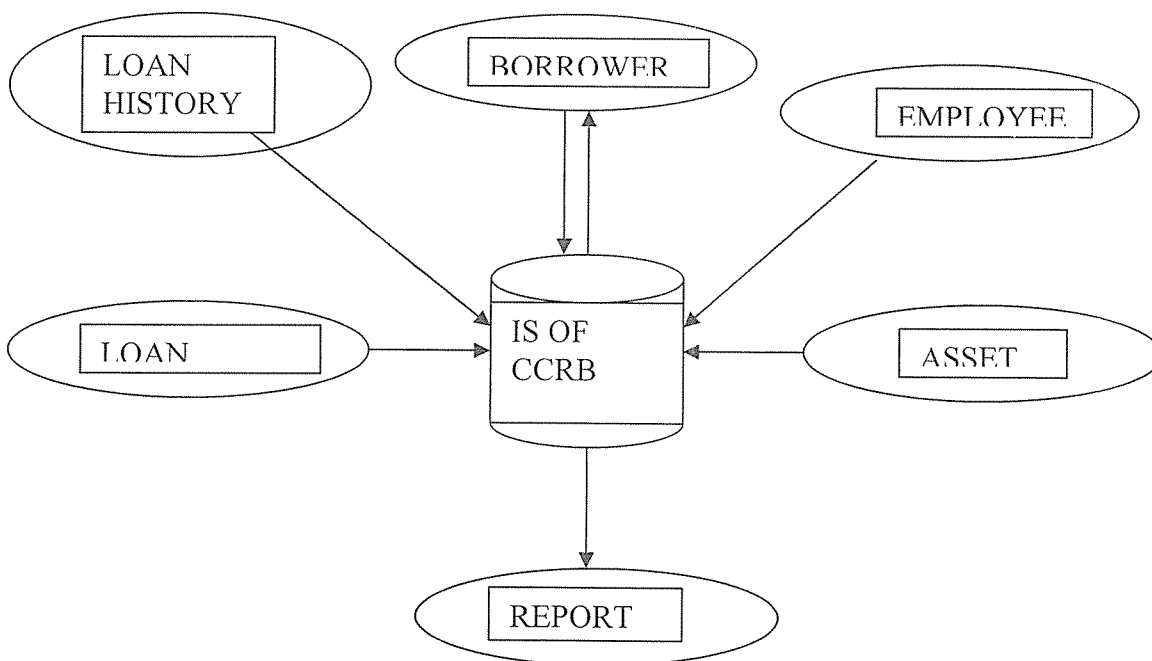 LOAN
HISTORY
BORROWER
EMPLOYEE
LOAN
IS OF
CCRB
ASSET
REPORT